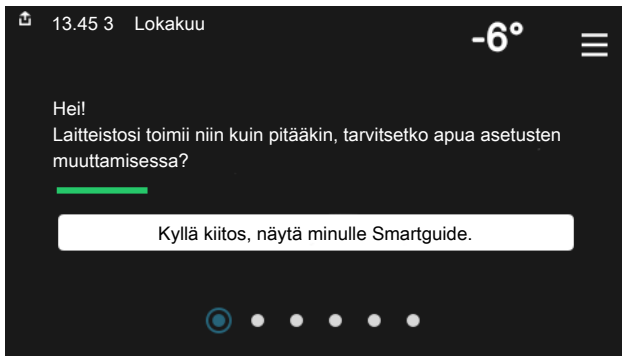 13.45 3 Lokakuu
-6°
Hei!
Laitteistosi toimii niin kuin pitääkin, tarvitsetko apua asetusten
muuttamisessa?
Kyllä kiitos, näytä minulle Smartguide.